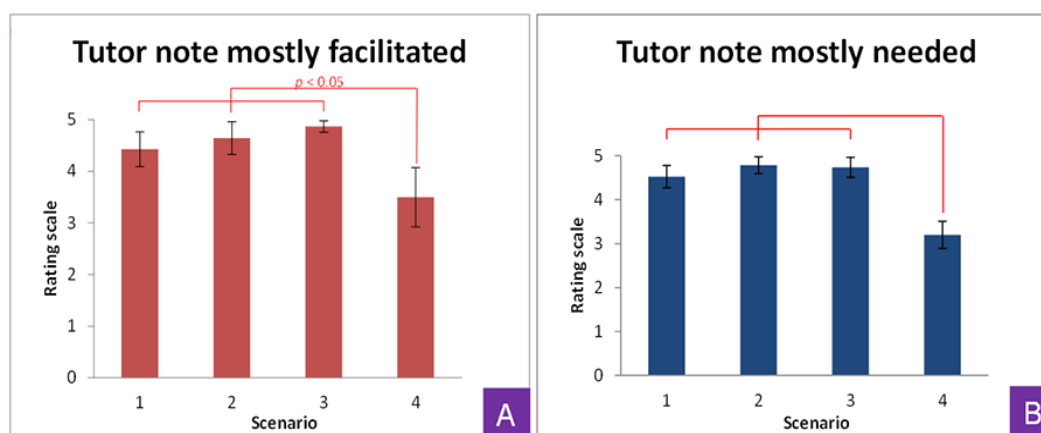 Tutor note mostly facilitated
p < 0.05
5
4
3
2
1
0
Rating scale
1 2 3 4
Scenario
A
Tutor note mostly needed
5
4
3
2
1
0
Rating scale
1 2 3 4
Scenario
B